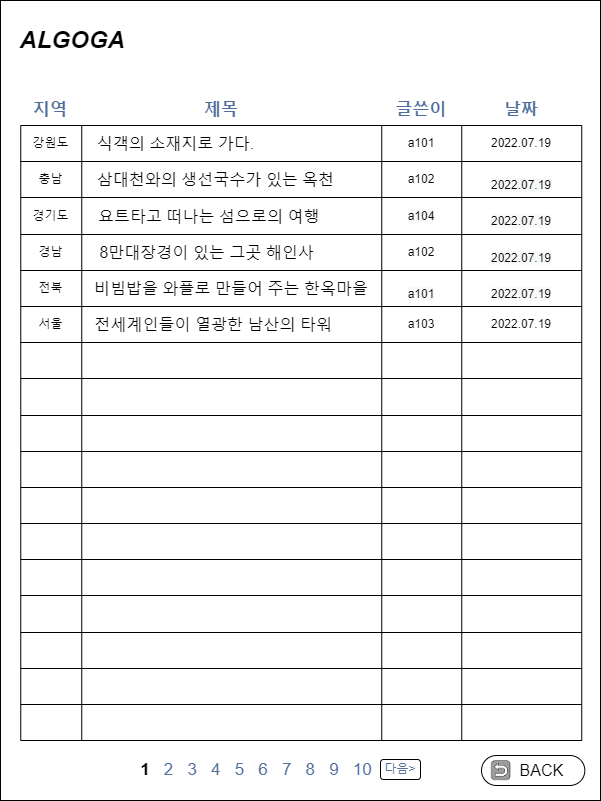 ALGOGA
지역 제목 글쓴이 날짜
강원도 식객의 소재지로 가다. a101 2022.07.19
충남 삼대천와의 생선국수가 있는 옥천 a102 2022.07.19
경기도 요트타고 떠나는 섬으로의 여행 a104 2022.07.19
경남 8만대장경이 있는 그곳 해인사 a102 2022.07.19
전북 비빔밥을 와플로 만들어 주는 한옥마을 a101 2022.07.19
서울 전세계인들이 열광한 남산의 타워 a103 2022.07.19
1 2 3 4 5 6 7 8 9 10 다음> BACK